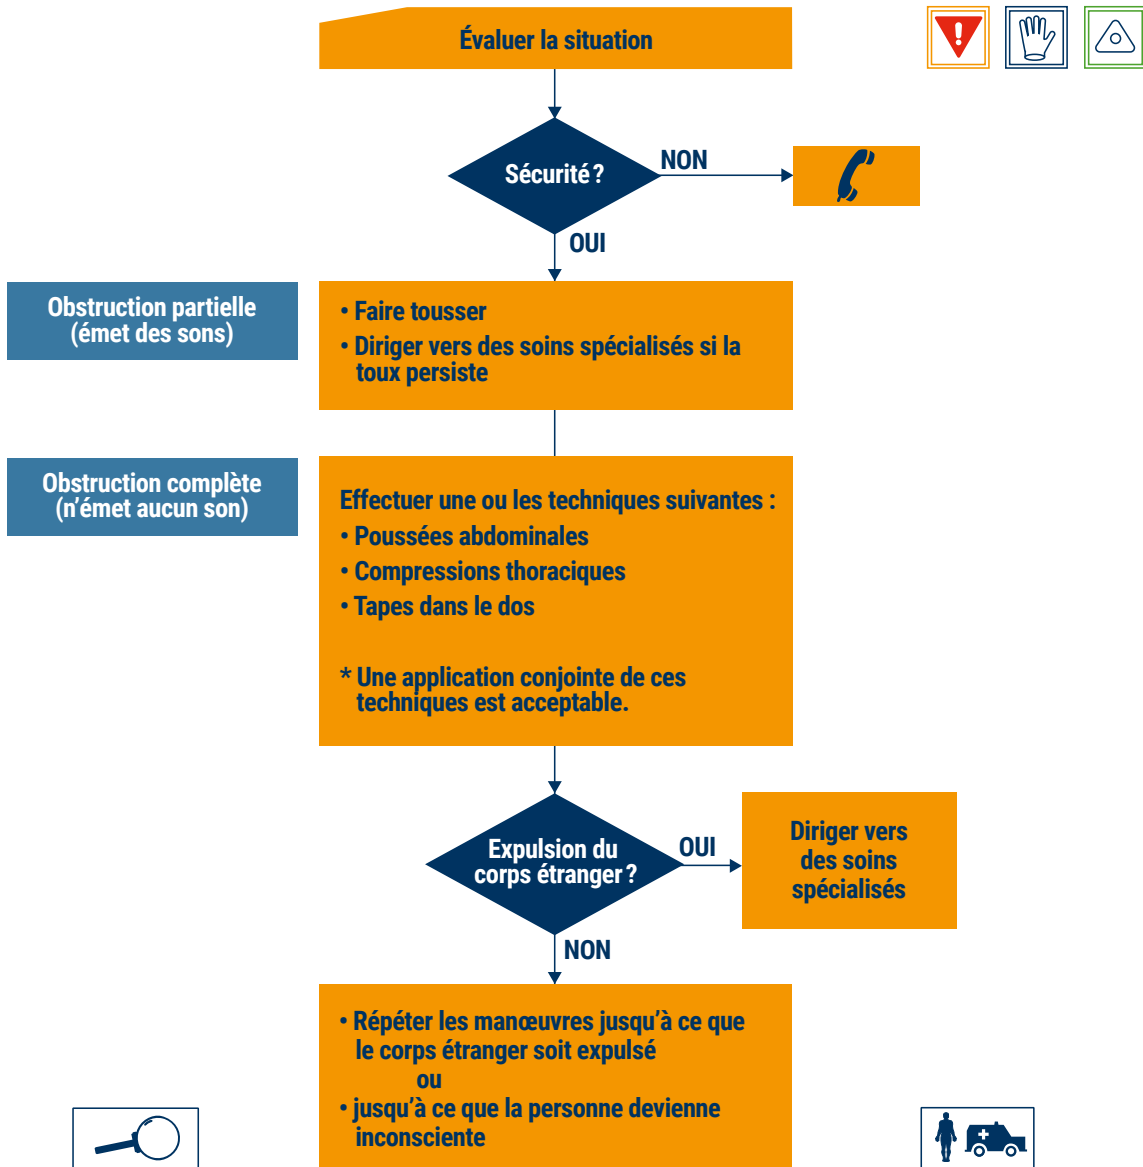 Évaluer la situation
Sécurité ?
NON
OUI
Obstruction partielle
(émet des sons)
• Faire tousser
• Diriger vers des soins spécialisés si la
toux persiste
Obstruction complète
(n’émet aucun son)
Effectuer une ou les techniques suivantes :
• Poussées abdominales
• Compressions thoraciques
• Tapes dans le dos
* Une application conjointe de ces
techniques est acceptable.
Expulsion du
corps étranger ?
OUI
Diriger vers
des soins
spécialisés
NON
• Répéter les manœuvres jusqu’à ce que
le corps étranger soit expulsé
ou
• jusqu’à ce que la personne devienne
inconsciente